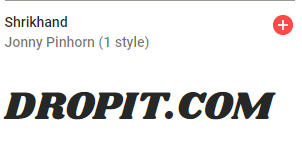 Shrikhand
Jonny Pinhorn (1 style)
DROPIT.COM